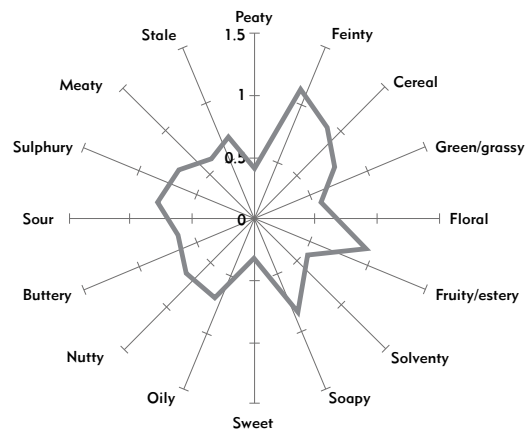 Peaty
1.5
Stale
Feinty
1
Meaty
Cereal
Sulphury
0.5
Green/grassy
Sour
0
Floral
Buttery
Fruity/estery
Nutty
Solventy
Oily
Soapy
Sweet